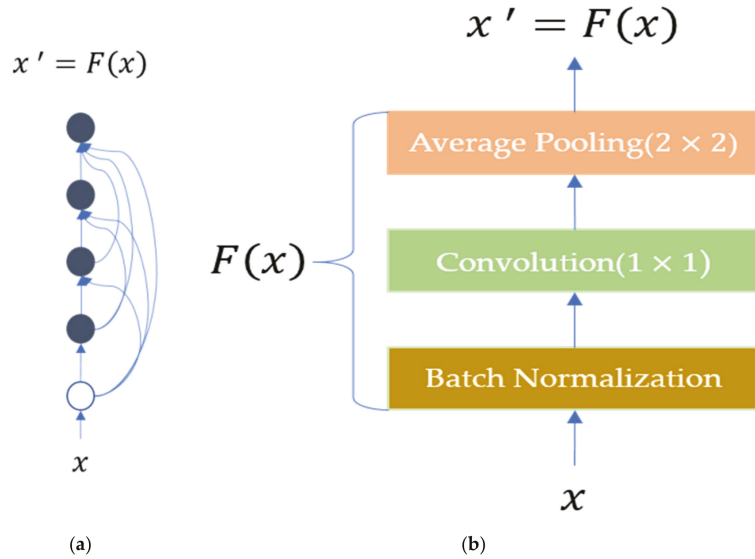 x ′ = F(x)
x
(a)
x ′ = F(x)
Average Pooling(2 × 2)
Convolution(1 × 1)
F(x)
Batch Normalization
x
(b)